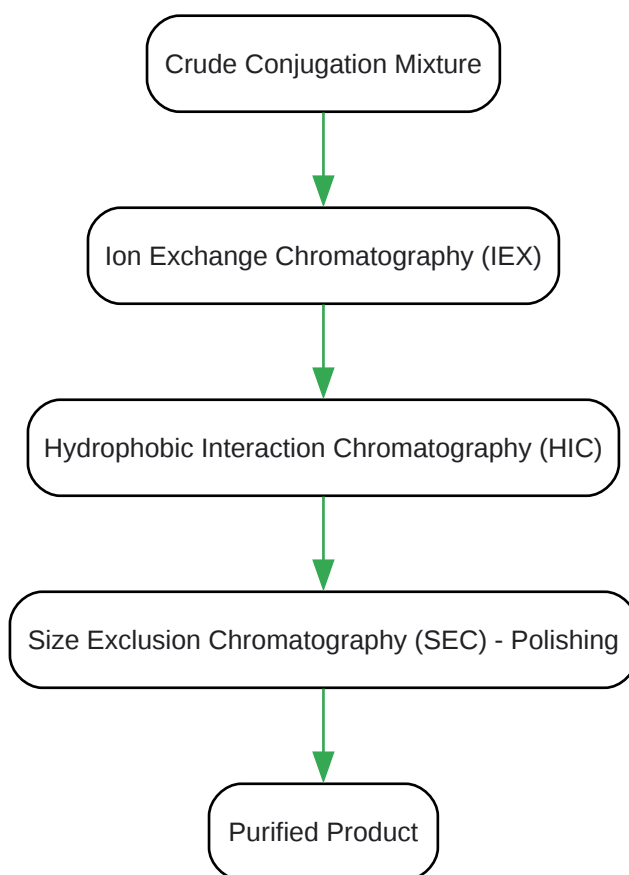 Crude Conjugation Mixture
Ion Exchange Chromatography (IEX)
Hydrophobic Interaction Chromatography (HIC)
Size Exclusion Chromatography (SEC) - Polishing
Purified Product